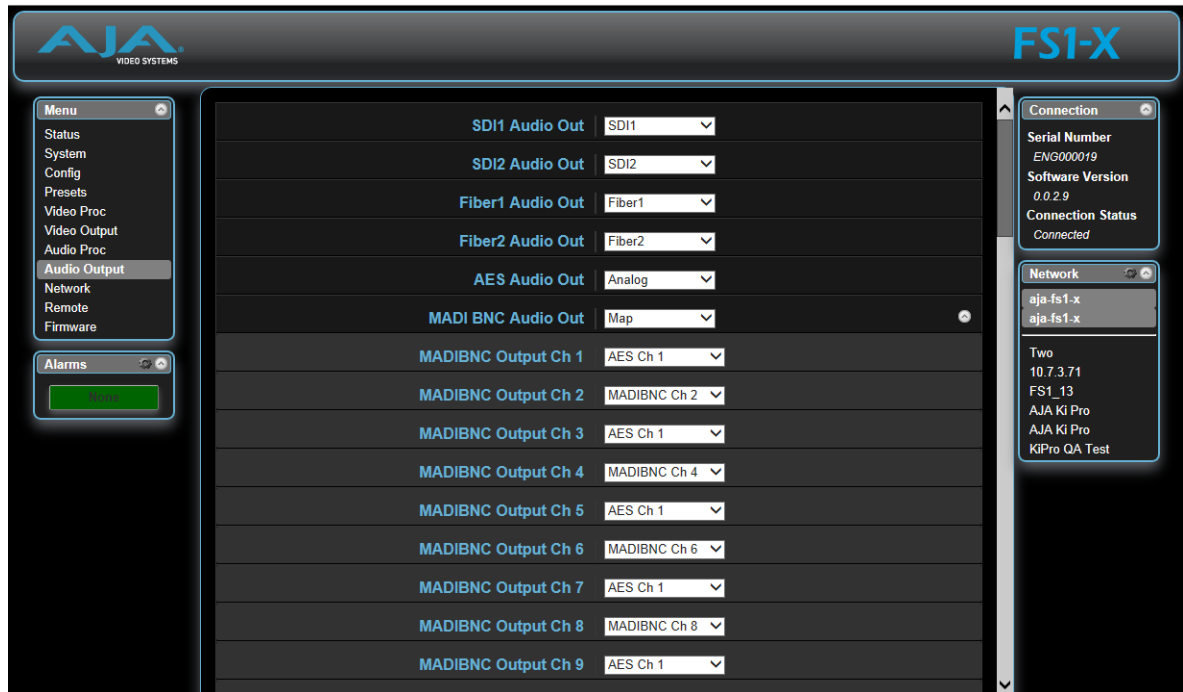 AJA
VIDEO SYSTEMS
FS1-X
Menu
Status
System
Config
Presets
Video Proc
Video Output
Audio Proc
Audio Output
Network
Remote
Firmware
Alarms
None
SDI1 Audio Out SDI1
SDI2 Audio Out SDI2
Fiber1 Audio Out Fiber1
Fiber2 Audio Out Fiber2
AES Audio Out Analog
MADI BNC Audio Out Map
MADIBNC Output Ch 1 AES Ch 1
MADIBNC Output Ch 2 MADIBNC Ch 2
MADIBNC Output Ch 3 AES Ch 1
MADIBNC Output Ch 4 MADIBNC Ch 4
MADIBNC Output Ch 5 AES Ch 1
MADIBNC Output Ch 6 MADIBNC Ch 6
MADIBNC Output Ch 7 AES Ch 1
MADIBNC Output Ch 8 MADIBNC Ch 8
MADIBNC Output Ch 9 AES Ch 1
Connection
Serial Number
ENG000019
Software Version
0.0.2.9
Connection Status
Connected
Network
aja-fs1-x
aja-fs1-x
Two
10.7.3.71
FS1_13
AJA Ki Pro
AJA Ki Pro
KiPro QA Test